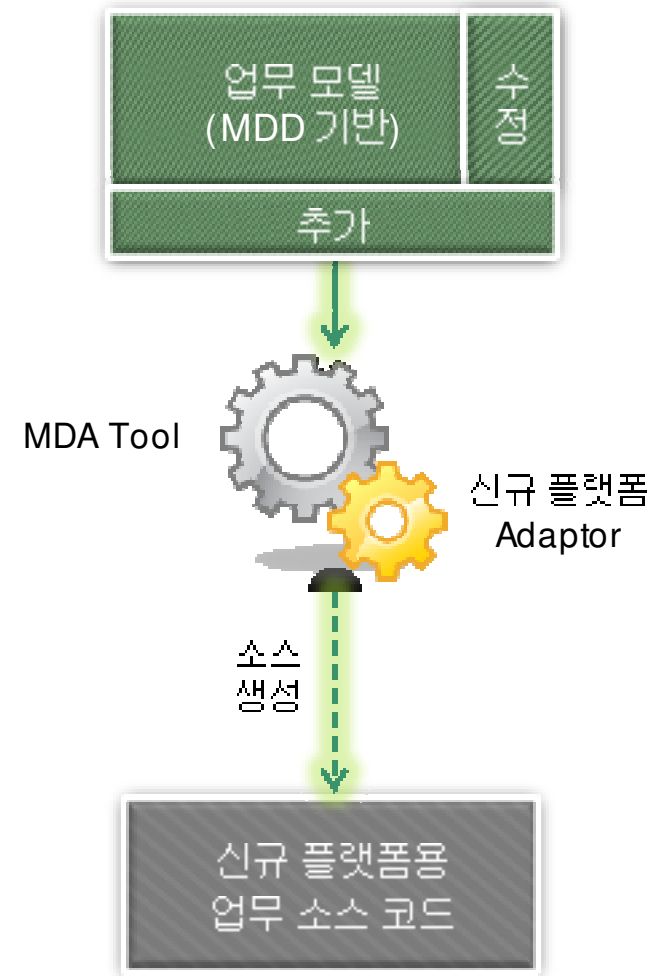 업무 모델
(MDD 기반)
수
정
추가
MDA Tool
신규 플랫폼
Adaptor
소스
생성
신규 플랫폼용
업무 소스 코드